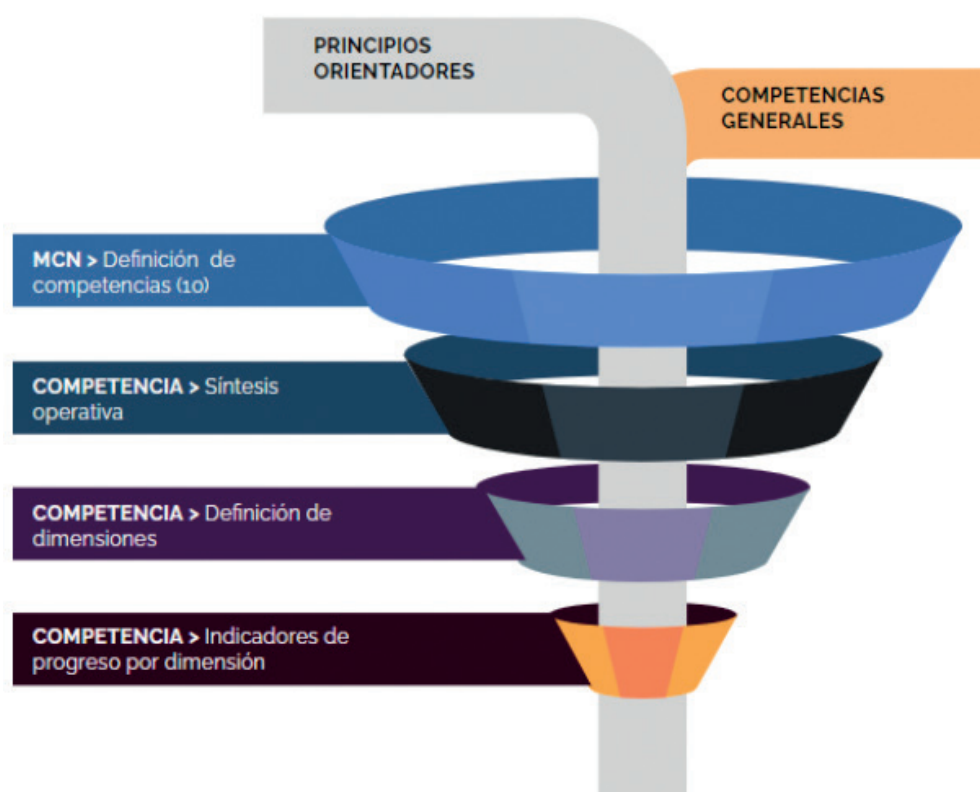 PRINCIPIOS
ORIENTADORES
COMPETENCIAS
GENERALES
MCN > Definición de
competencias (10)
COMPETENCIA > Síntesis
operativa
COMPETENCIA > Definición de
dimensiones
COMPETENCIA > Indicadores de
progreso por dimensión